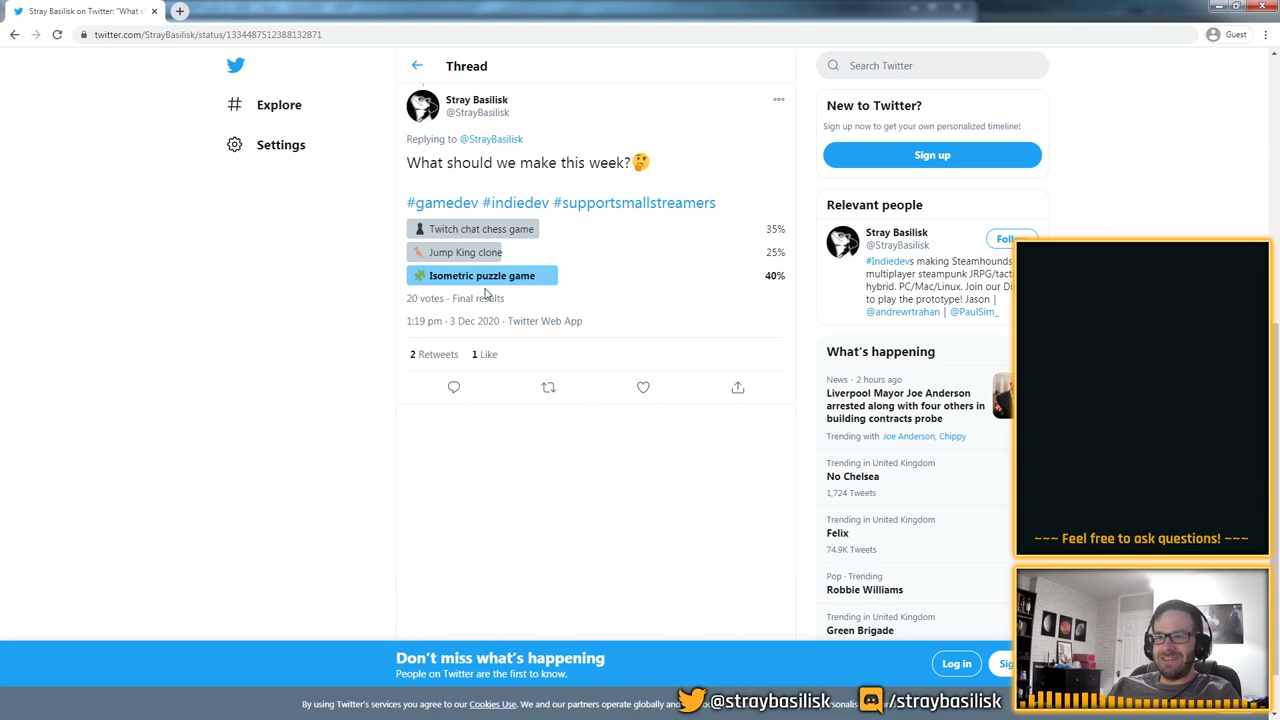 Stray Basilisk on Twitter: "What s
twitter.com/StrayBasilisk/status/1334487512388132871
Guest
Explore
Settings
Thread
Stray Basilisk
@StrayBasilisk
Replying to @StrayBasilisk
What should we make this week?🤔
#gamedev #indiedev #supportsmallstreamers
Twitch chat chess game 35%
Jump King clone 25%
Isometric puzzle game 40%
20 votes · Final results
1:19 pm · 3 Dec 2020 · Twitter Web App
2 Retweets 1 Like
Search Twitter
New to Twitter?
Sign up now to get your own personalized timeline!
Sign up
Relevant people
Stray Basilisk
@StrayBasilisk
Follow
#Indiedevs making Steamhounds
multiplayer steampunk JRPG/tact
hybrid. PC/Mac/Linux. Join our Di
to play the prototype! Jason |
@andrewrtrahan | @PaulSim_
What's happening
News · 2 hours ago
Liverpool Mayor Joe Anderson
arrested along with four others in
building contracts probe
Trending with Joe Anderson, Chippy
Trending in United Kingdom
No Chelsea
1,724 Tweets
Trending in United Kingdom
Felix
74.9K Tweets
Pop · Trending
Robbie Williams
Trending in United Kingdom
Green Brigade
~~~ Feel free to ask questions! ~~~
Don't miss what's happening
People on Twitter are the first to know.
Log in
Sig
By using Twitter's services you agree to our Cookies Use. We and our partners operate globally and
@straybasilisk /straybasilisk